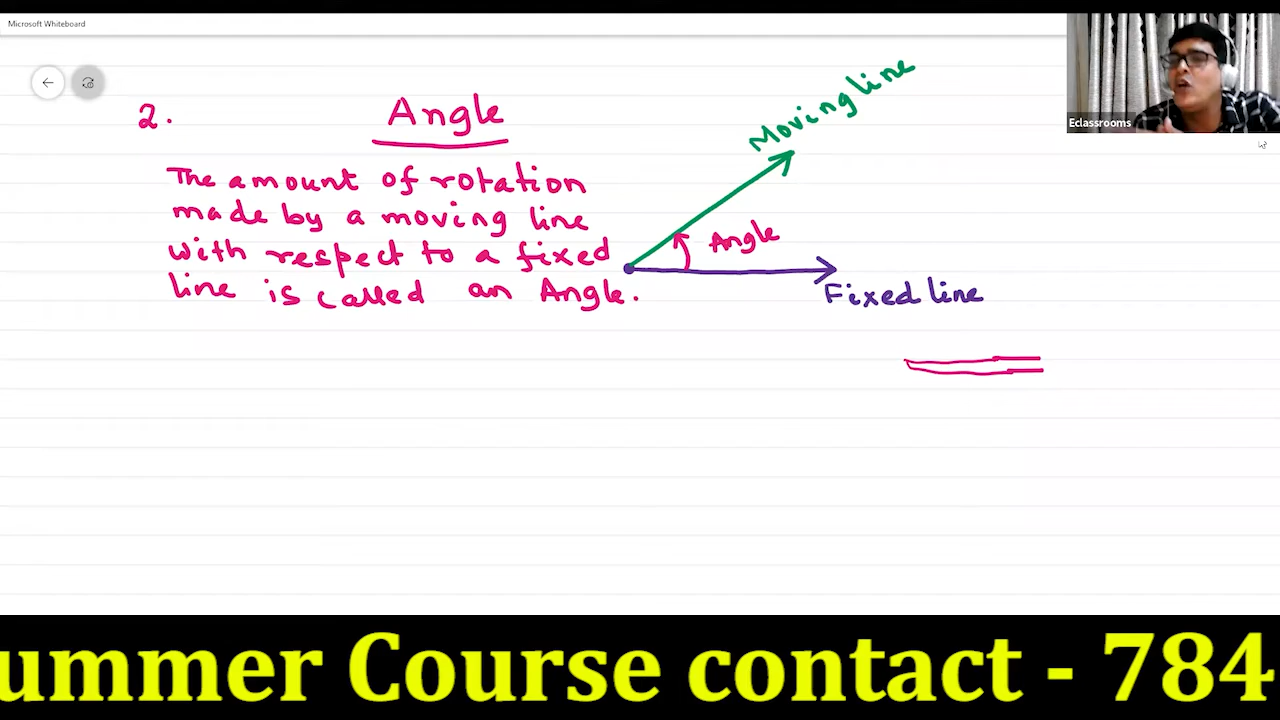 Microsoft Whiteboard
Eclassrooms
2.
Angle
The amount of rotation
made by a moving line
with respect to a fixed
line is called an Angle.
Moving line
Angle
Fixed line
ummer Course contact - 784